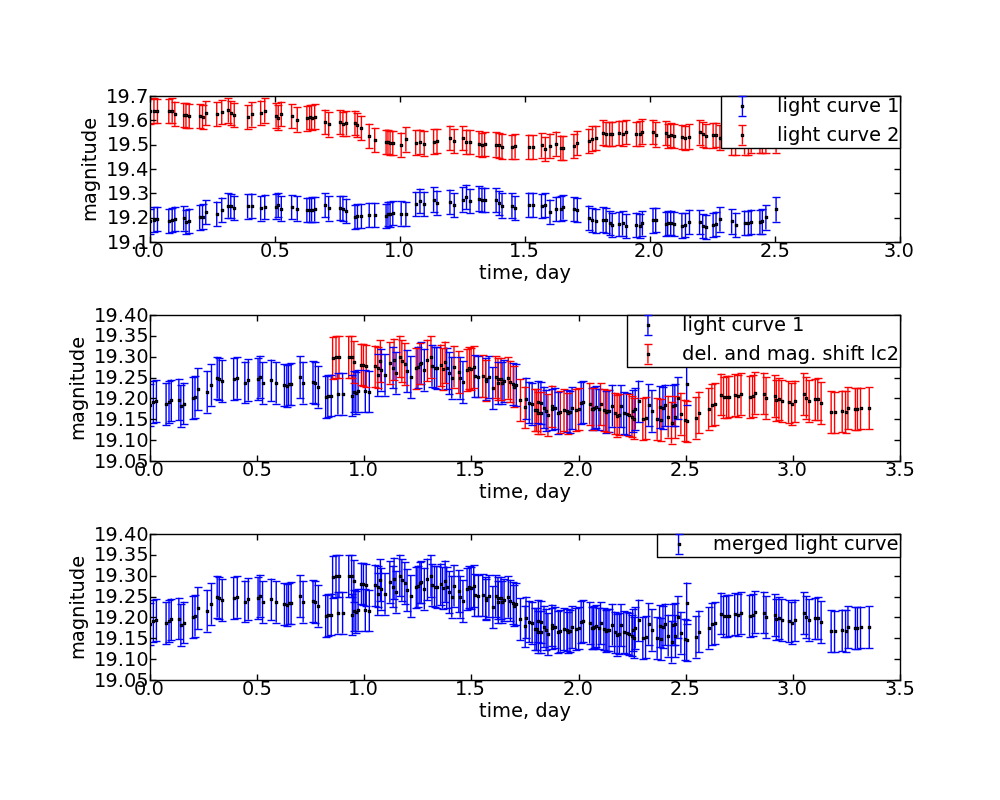 19.7
19.6
19.5
19.4
19.3
19.2
19.1
magnitude
light curve 1
light curve 2
0.0 0.5 1.0 1.5 2.0 2.5 3.0
time, day
19.40
19.35
19.30
19.25
19.20
19.15
19.10
19.05
magnitude
light curve 1
del. and mag. shift lc2
0.0 0.5 1.0 1.5 2.0 2.5 3.0 3.5
time, day
19.40
19.35
19.30
19.25
19.20
19.15
19.10
19.05
magnitude
merged light curve
0.0 0.5 1.0 1.5 2.0 2.5 3.0 3.5
time, day